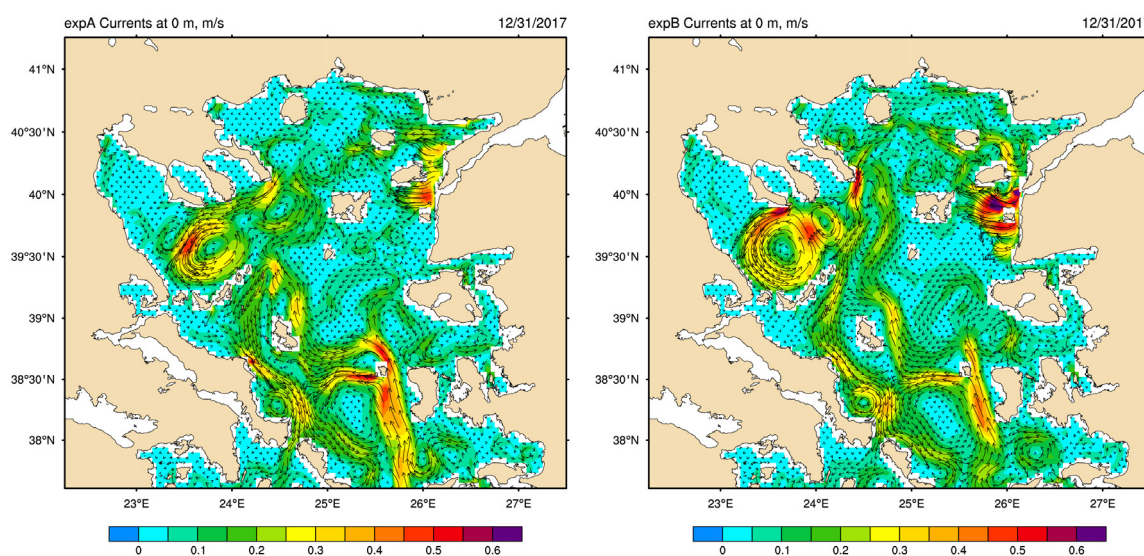 expA Currents at 0 m, m/s 12/31/2017
41°N
40°30'N
40°N
39°30'N
39°N
38°30'N
38°N
23°E 24°E 25°E 26°E 27°E
0 0.1 0.2 0.3 0.4 0.5 0.6
expB Currents at 0 m, m/s 12/31/201
41°N
40°30'N
40°N
39°30'N
39°N
38°30'N
38°N
23°E 24°E 25°E 26°E 27°E
0 0.1 0.2 0.3 0.4 0.5 0.6